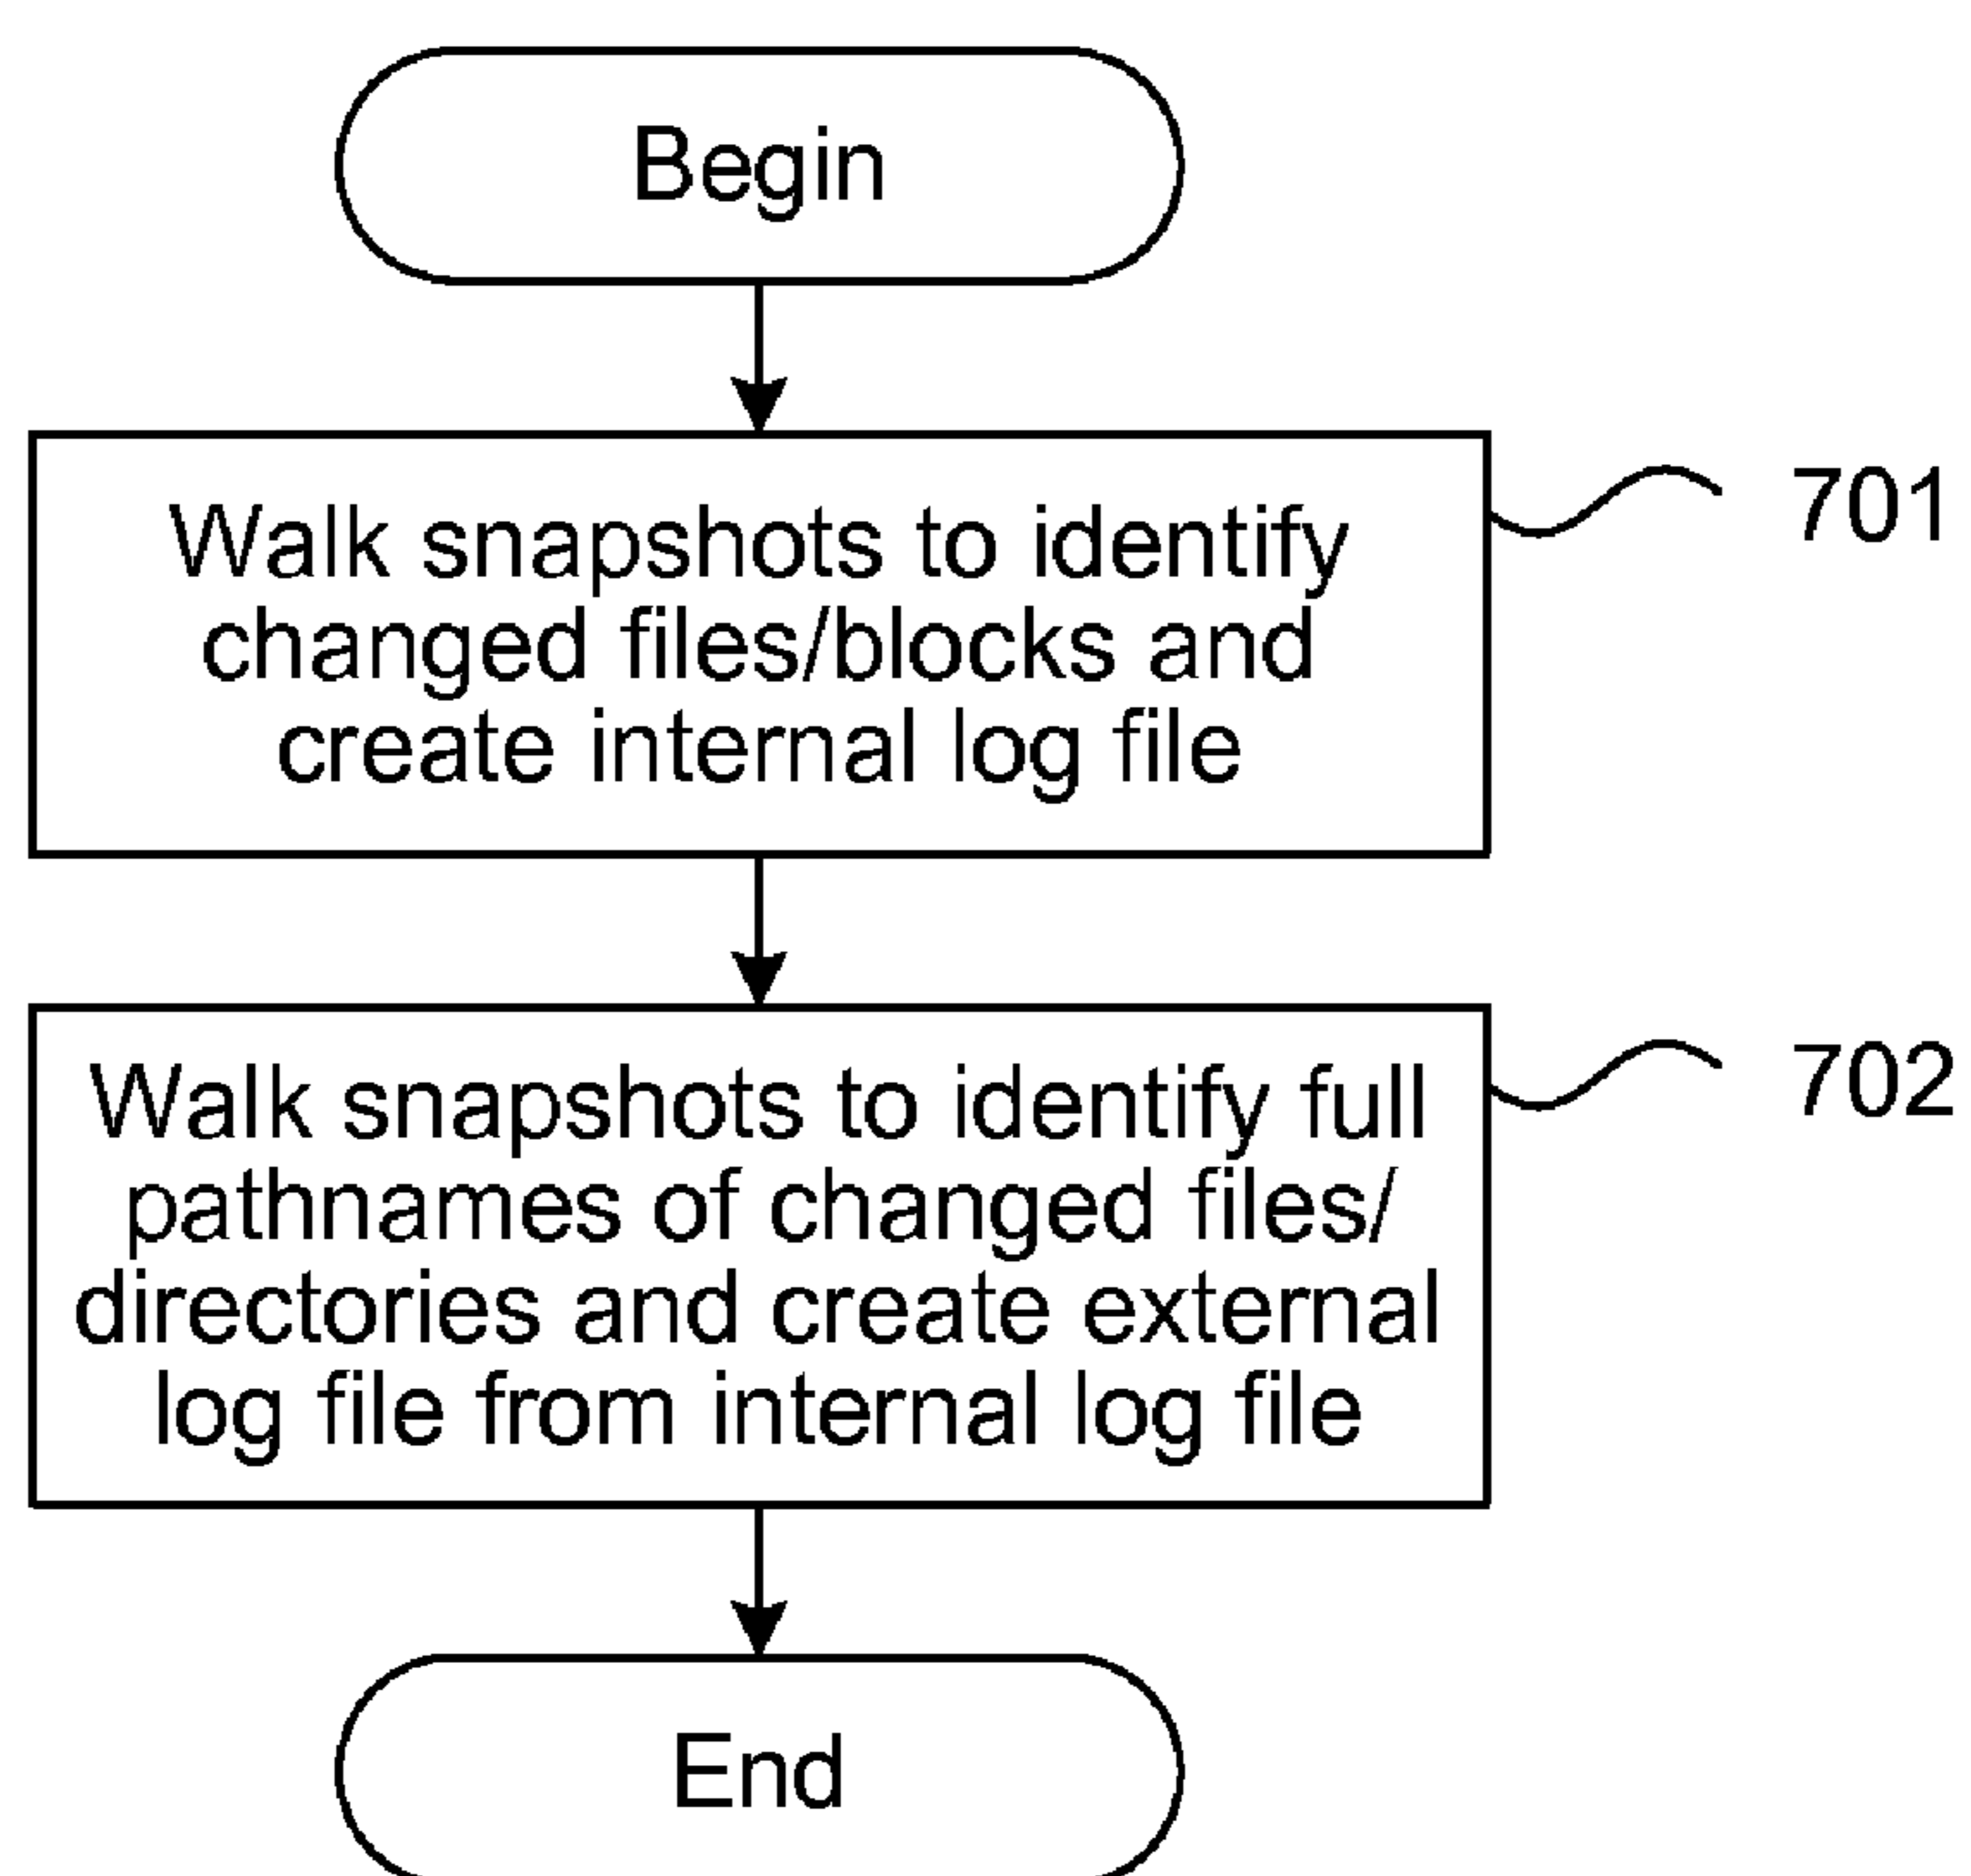 Begin
Walk snapshots to identify
changed files/blocks and
create internal log file
701
Walk snapshots to identify full
pathnames of changed files/
directories and create external
log file from internal log file
702
End